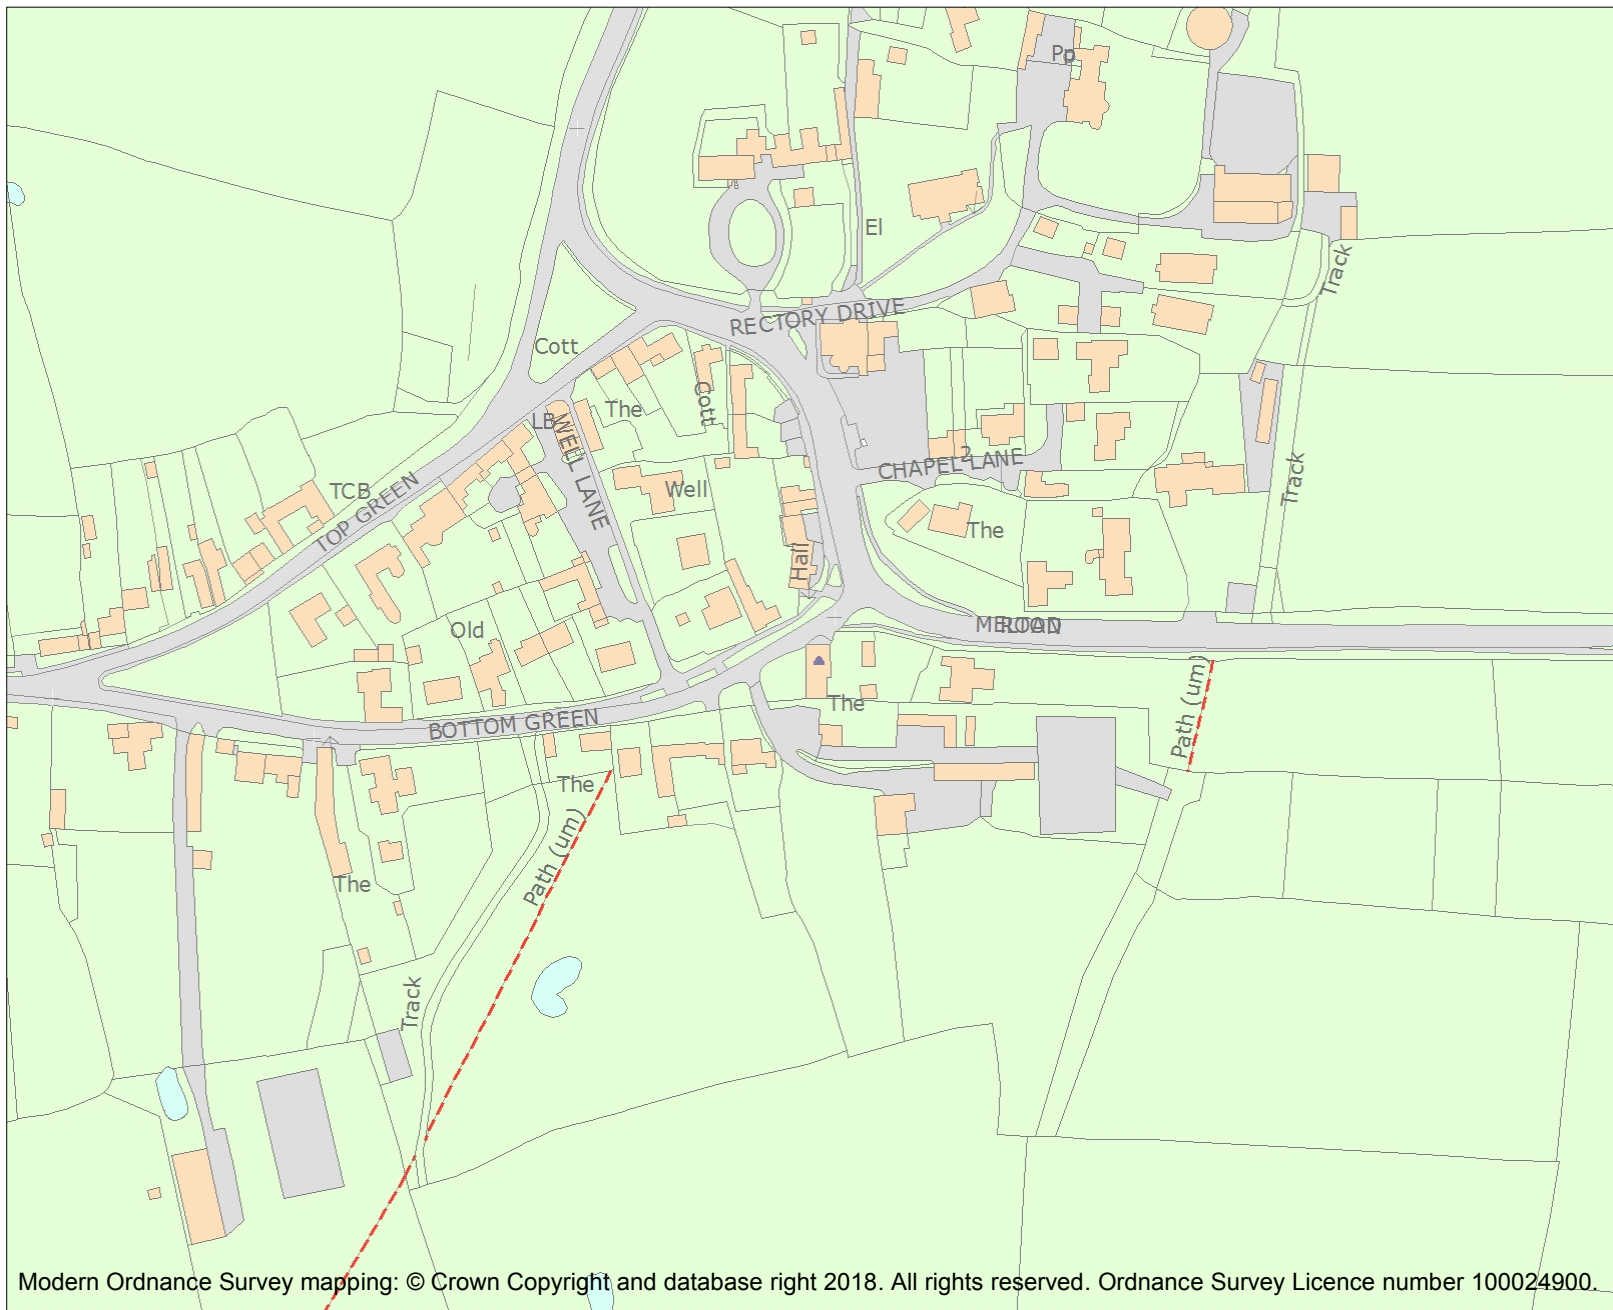 Pp
El
Track
RECTORY DRIVE
Cott
The
Cott
LB
WELL LANE
2
CHAPEL LANE
TCB
TOP GREEN
Well
Track
The
Hall
Old
ROAD
Path (um)
The
BOTTOM GREEN
The
Path (um)
The
Track
Modern Ordnance Survey mapping: © Crown Copyright and database right 2018. All rights reserved. Ordnance Survey Licence number 100024900.